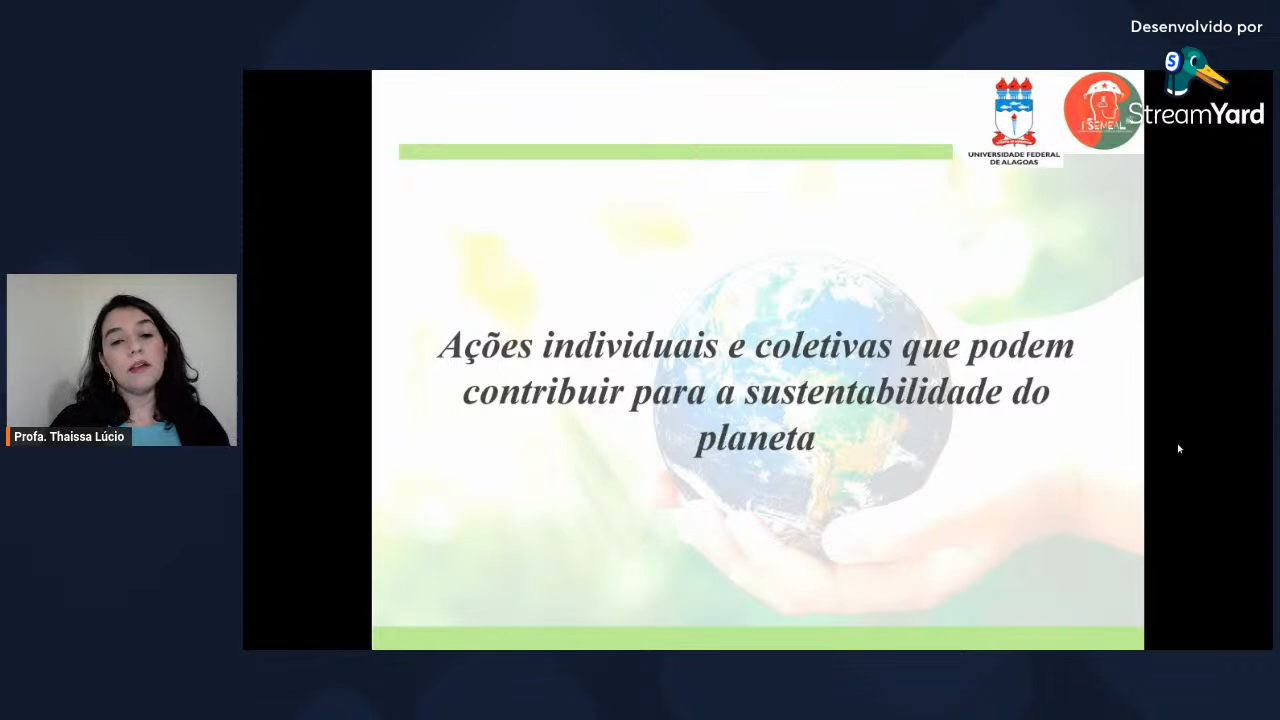 Desenvolvido por
StreamYard
UNIVERSIDADE FEDERAL
DE ALAGOAS
I SEMEAL
Ações individuais e coletivas que podem
contribuir para a sustentabilidade do
planeta
Profa. Thaissa Lúcio